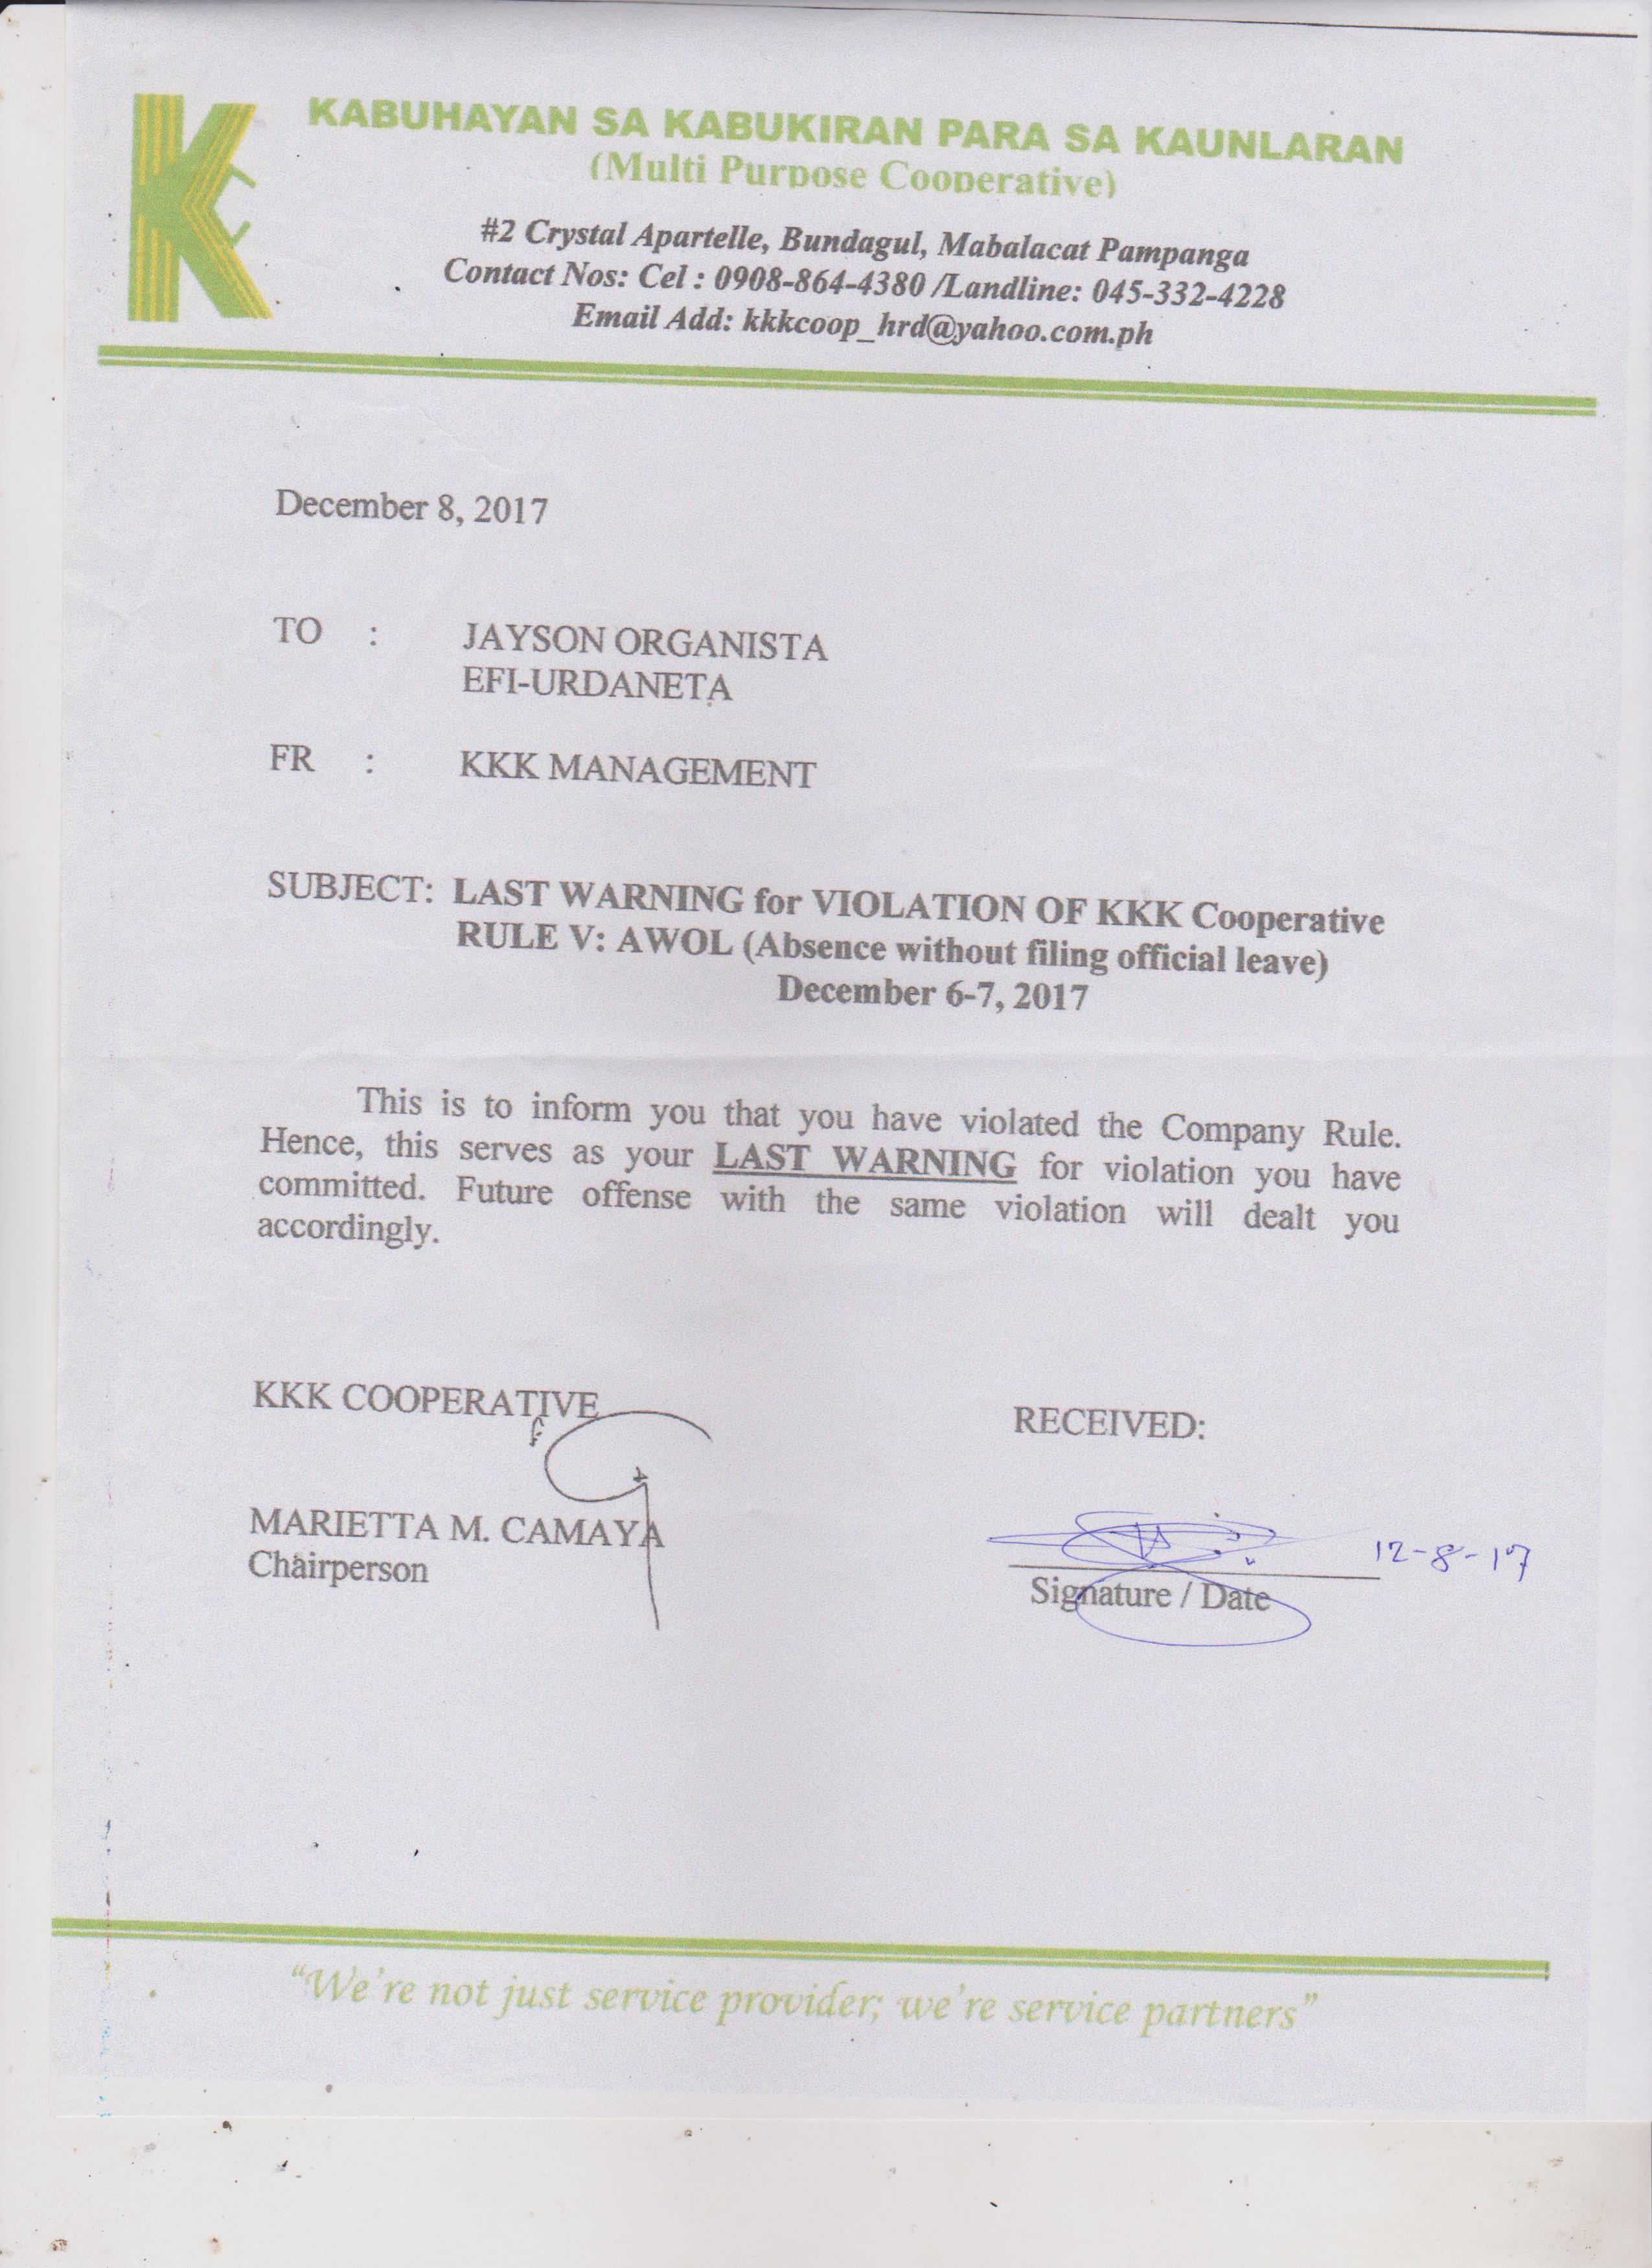 KABUHAYAN SA KABUKIRAN PARA SA KAUNLARAN
(Multi Purpose Cooperative)
#2 Crystal Apartelle, Bundagul, Mabalacat Pampanga
Contact Nos: Cel : 0908-864-4380 /Landline: 045-332-4228
Email Add: kkkcoop_hrd@yahoo.com.ph
December 8, 2017
TO : JAYSON ORGANISTA
EFI-URDANETA
FR : KKK MANAGEMENT
SUBJECT: LAST WARNING for VIOLATION OF KKK Cooperative
RULE V: AWOL (Absence without filing official leave)
December 6-7, 2017
This is to inform you that you have violated the Company Rule.
Hence, this serves as your LAST WARNING for violation you have
committed. Future offense with the same violation will dealt you
accordingly.
KKK COOPERATIVE
RECEIVED:
MARIETTA M. CAMAYA
Chairperson
12-8-17
Signature / Date
“We’re not just service provider; we’re service partners”